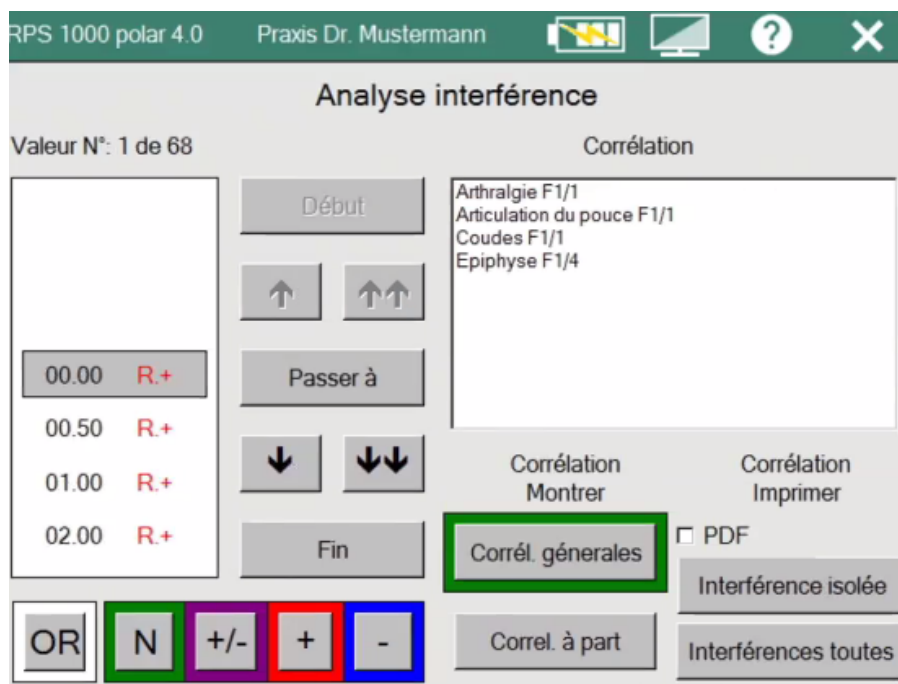 RPS 1000 polar 4.0 Praxis Dr. Mustermann ?
Analyse interférence
Valeur N°: 1 de 68
Corrélation
Début
Arthralgie F1/1
Articulation du pouce F1/1
Coudes F1/1
Epiphyse F1/4
00.00 R.+
Passer à
00.50 R.+
01.00 R.+
02.00 R.+
Fin
Corrélation
Montrer
Corrélation
Imprimer
PDF
Corrél. génerales
Interférence isolée
OR N +/- + -
Correl. à part
Interférences toutes